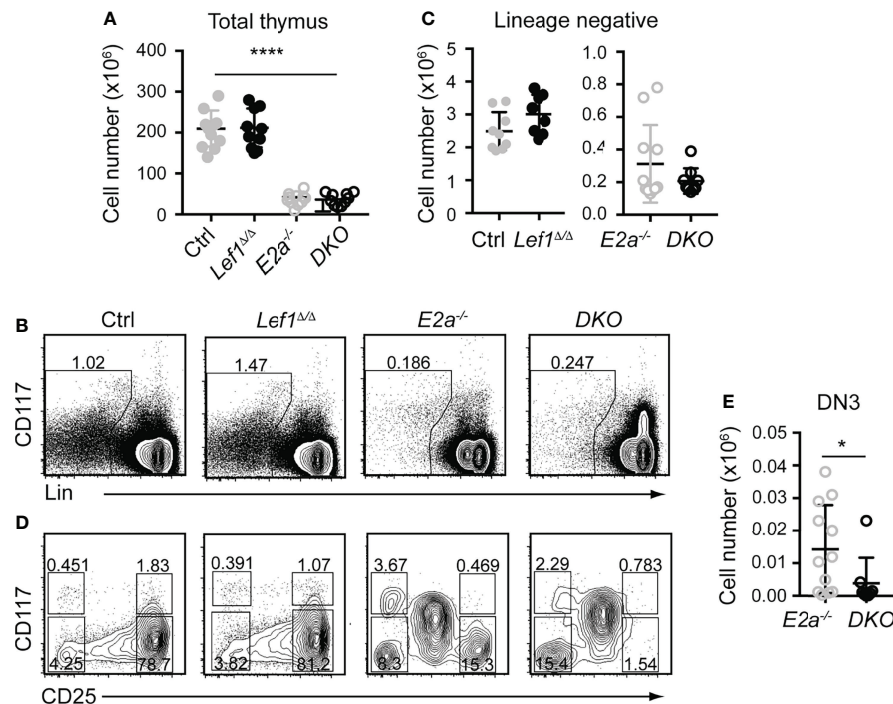 A
Total thymus
Cell number (x10⁶)
400
300
200
100
0
****
Ctrl
Lef1Δ/Δ
E2a-/-
DKO
C
Lineage negative
Cell number (x10⁶)
5
4
3
2
1
0
Ctrl
Lef1Δ/Δ
1.0
0.8
0.6
0.4
0.2
0.0
E2a-/-
DKO
B
Ctrl
Lef1Δ/Δ
E2a-/-
DKO
CD117
1.02
1.47
0.186
0.247
Lin
D
CD117
0.451
1.83
4.25
78.7
0.391
1.07
3.82
81.2
3.67
0.469
8.3
15.3
2.29
0.783
15.4
1.54
CD25
E
DN3
Cell number (x10⁶)
0.05
0.04
0.03
0.02
0.01
0.00
*
E2a-/-
DKO